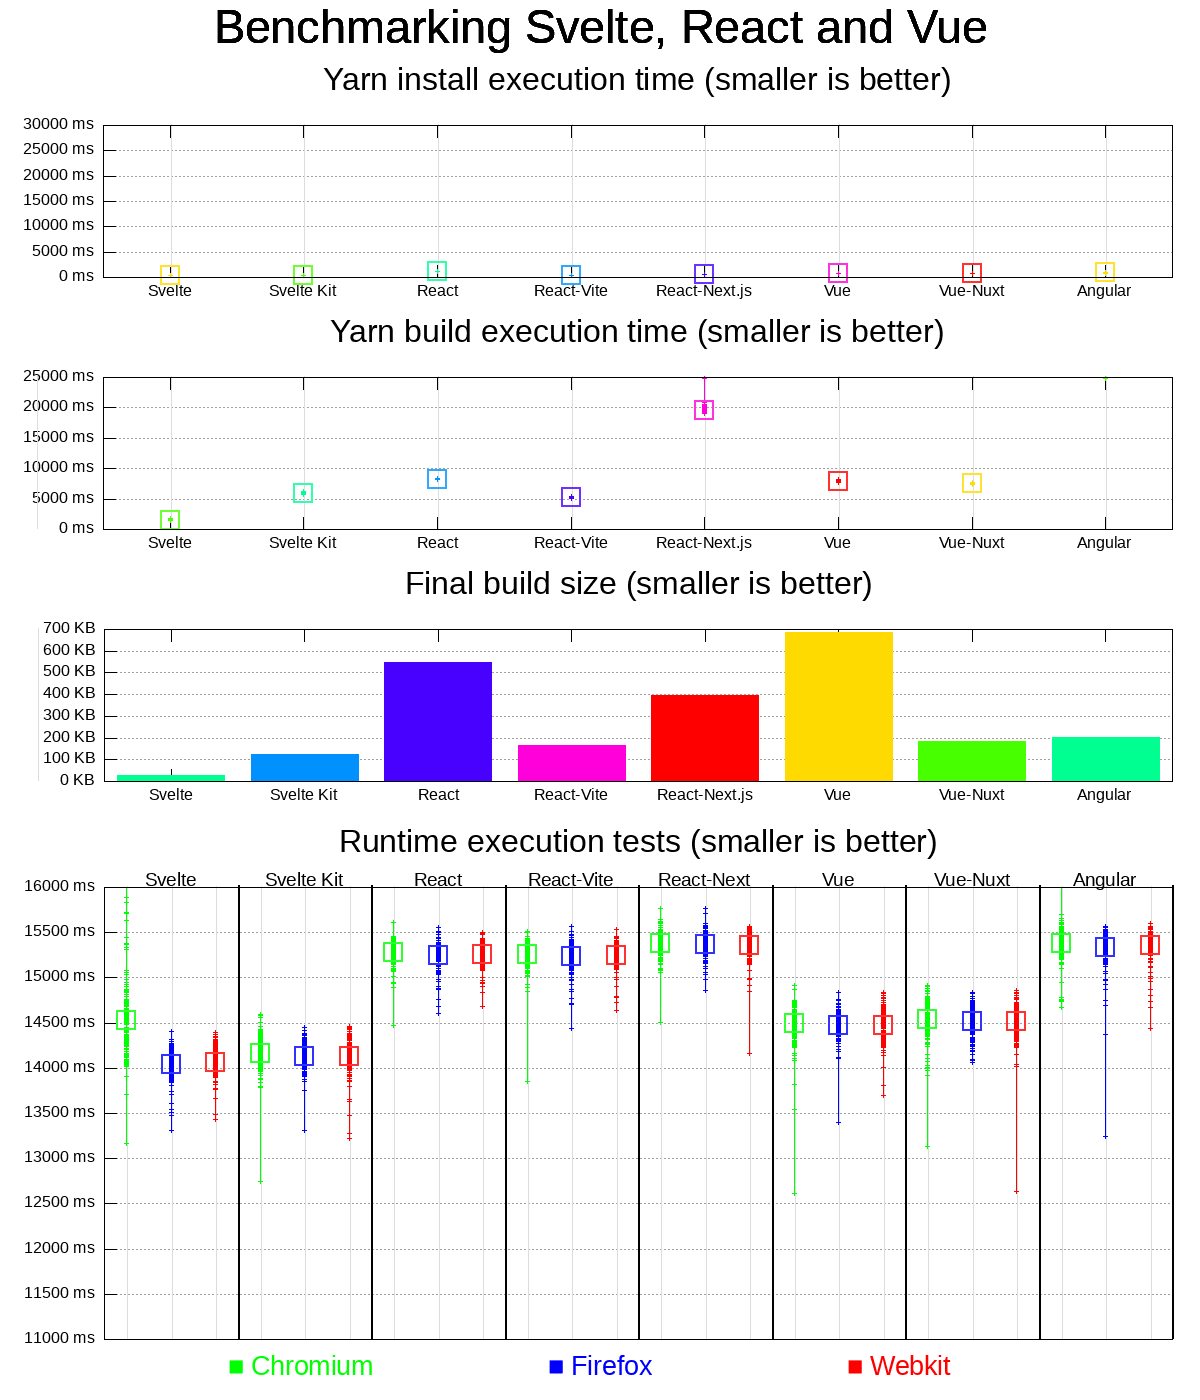 Benchmarking Svelte, React and Vue
Yarn install execution time (smaller is better)
30000 ms
25000 ms
20000 ms
15000 ms
10000 ms
5000 ms
0 ms
Svelte Svelte Kit React React-Vite React-Next.js Vue Vue-Nuxt Angular
Yarn build execution time (smaller is better)
25000 ms
20000 ms
15000 ms
10000 ms
5000 ms
0 ms
Svelte Svelte Kit React React-Vite React-Next.js Vue Vue-Nuxt Angular
Final build size (smaller is better)
700 KB
600 KB
500 KB
400 KB
300 KB
200 KB
100 KB
0 KB
Svelte Svelte Kit React React-Vite React-Next.js Vue Vue-Nuxt Angular
Runtime execution tests (smaller is better)
Svelte Svelte Kit React React-Vite React-Next Vue Vue-Nuxt Angular
16000 ms
15500 ms
15000 ms
14500 ms
14000 ms
13500 ms
13000 ms
12500 ms
12000 ms
11500 ms
11000 ms
Chromium Firefox Webkit